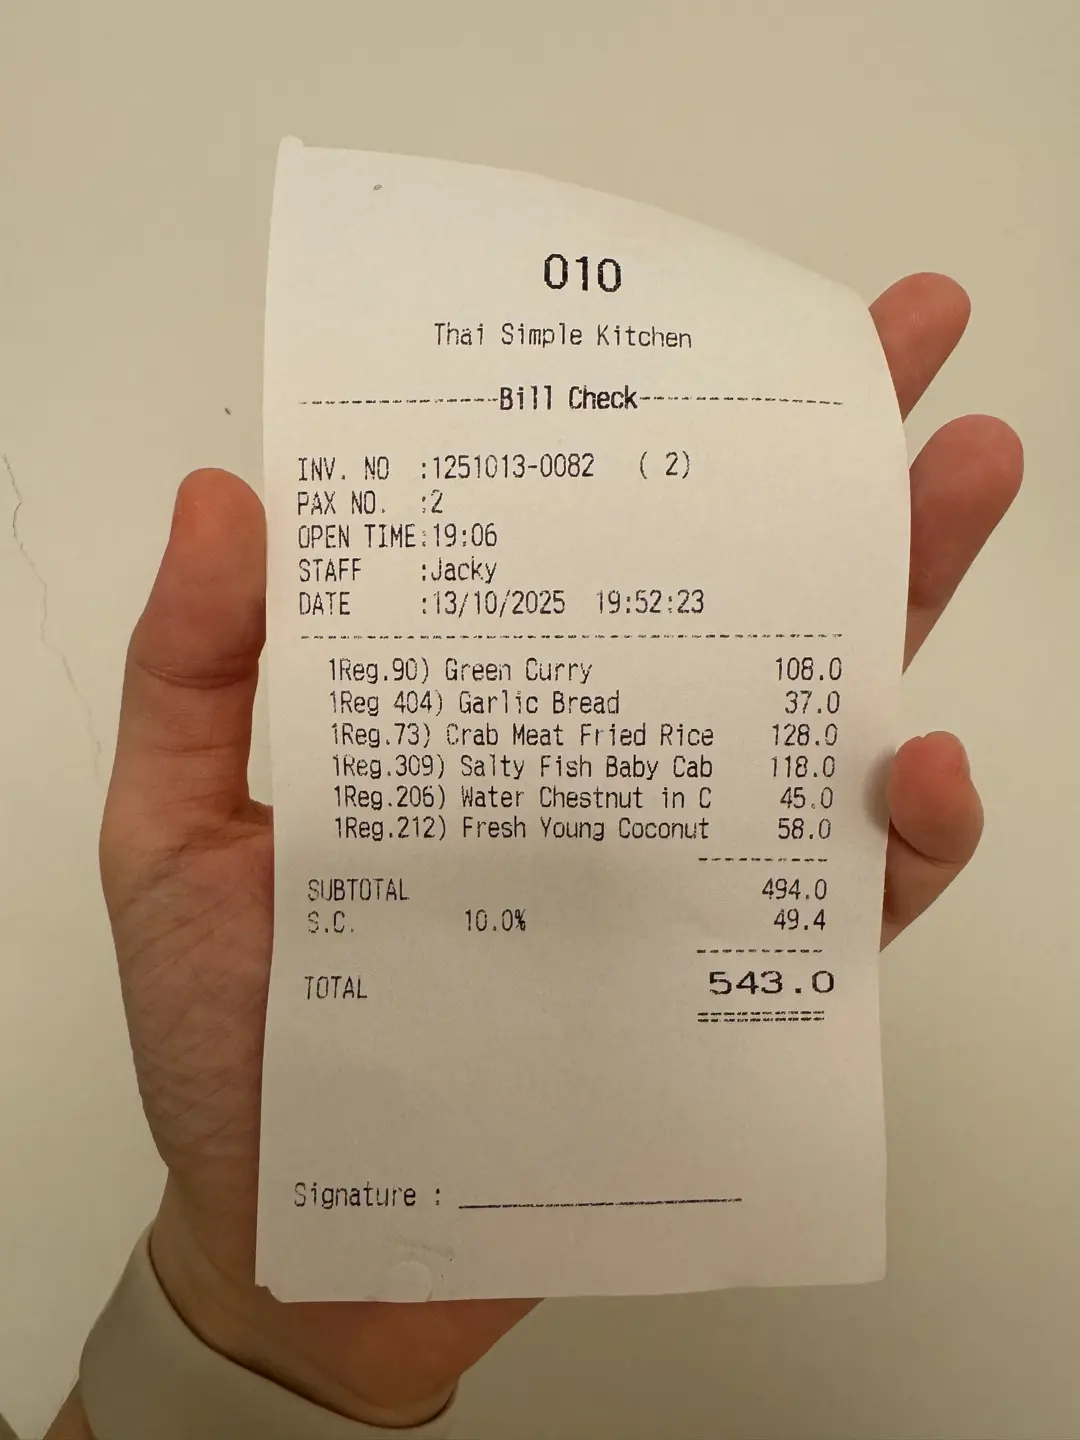 010
Thai Simple Kitchen
---------------Bill Check---------------
INV. NO :1251013-0082 ( 2)
PAX NO. :2
OPEN TIME:19:06
STAFF :Jacky
DATE :13/10/2025 19:52:23
1Reg.90) Green Curry 108.0
1Reg 404) Garlic Bread 37.0
1Reg.73) Crab Meat Fried Rice 128.0
1Reg.309) Salty Fish Baby Cab 118.0
1Reg.206) Water Chestnut in C 45.0
1Reg.212) Fresh Young Coconut 58.0
SUBTOTAL 494.0
S.C. 10.0% 49.4
TOTAL 543.0
Signature : ____________________